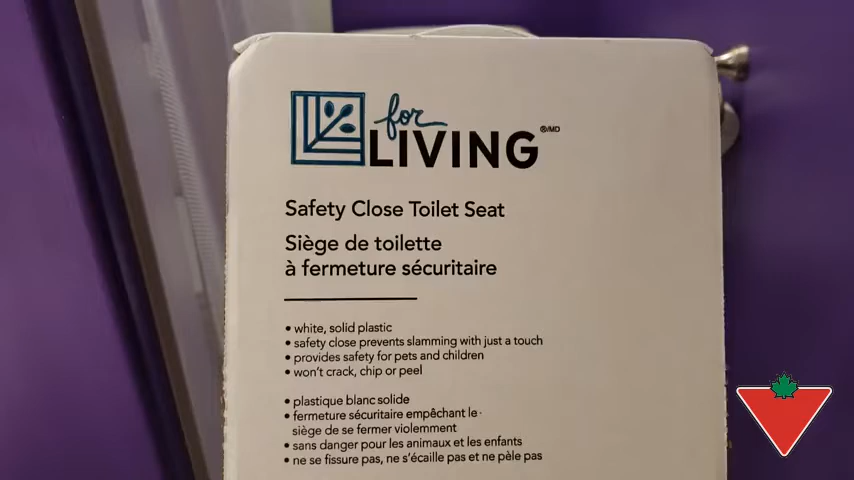 for
LIVING ®/MD
Safety Close Toilet Seat
Siège de toilette
à fermeture sécuritaire
• white, solid plastic
• safety close prevents slamming with just a touch
• provides safety for pets and children
• won't crack, chip or peel
• plastique blanc solide
• fermeture sécuritaire empêchant le
siège de se fermer violemment
• sans danger pour les animaux et les enfants
• ne se fissure pas, ne s'écaille pas et ne pèle pas